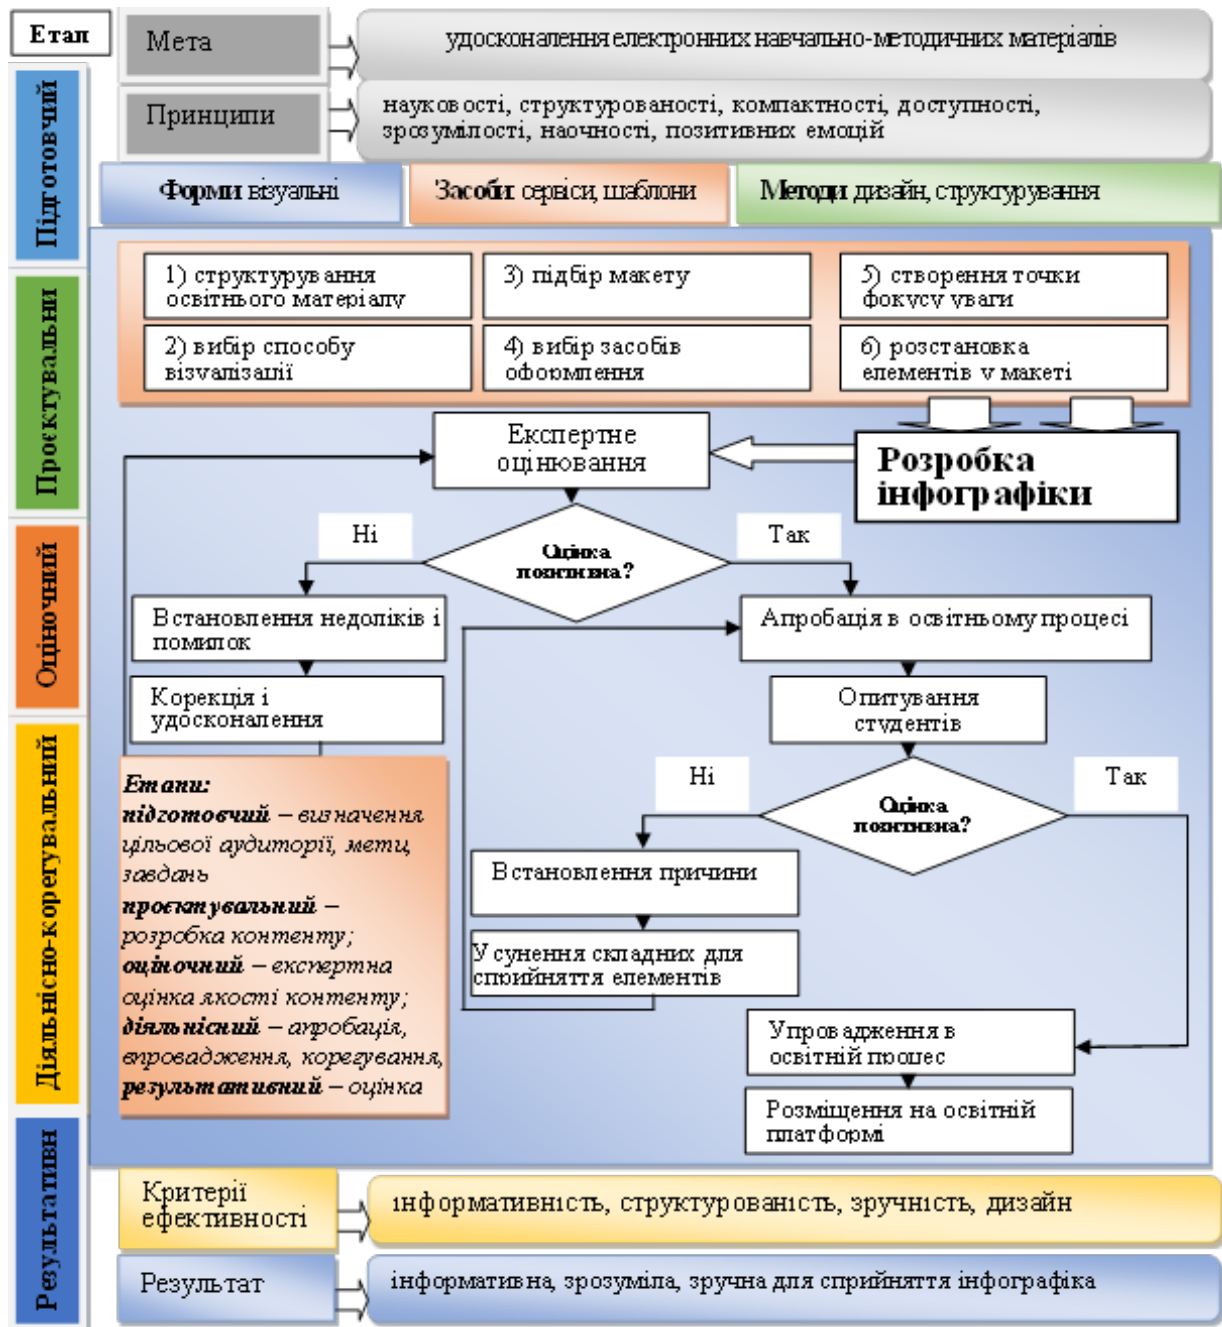 Етап
Мета
удосконалення електронних навчально-методичних матеріалів
Принципи
науковості, структурованості, компактності, доступності,
зрозумілості, наочності, позитивних емоцій
Підготовчий
Форми візуальні
Засоби: сервіси, шаблони
Методи: дизайн, структурування
Проєктувальни
1) структурування
освітнього матеріалу
2) вибір способу
візуалізації
3) підбір макету
4) вибір засобів
оформлення
5) створення точки
фокусу уваги
6) розстановка
елементів у макеті
Розробка
інфографіки
Експертне
оцінювання
Оціночний
Ні
Оцінка
позитивна?
Так
Встановлення недоліків і
помилок
Корекція і
удосконалення
Апробація в освітньому процесі
Опитування
студентів
Діяльнісно-корегувальний
Ні
Оцінка
позитивна?
Так
Встановлення причини
Усунення складних для
сприйняття елементів
Упровадження в
освітній процес
Розміщення на освітній
платформі
Етапи:
підготовчий – визначення
цільової аудиторії, мети,
завдань
проєктувальний –
розробка контенту;
оціночний – експертна
оцінка якості контенту;
діяльнісний – апробація,
впровадження, корегування,
результативний – оцінка
Результативн
Критерії
ефективності
інформативність, структурованість, зручність, дизайн
Результат
інформативна, зрозуміла, зручна для сприйняття інфографіка